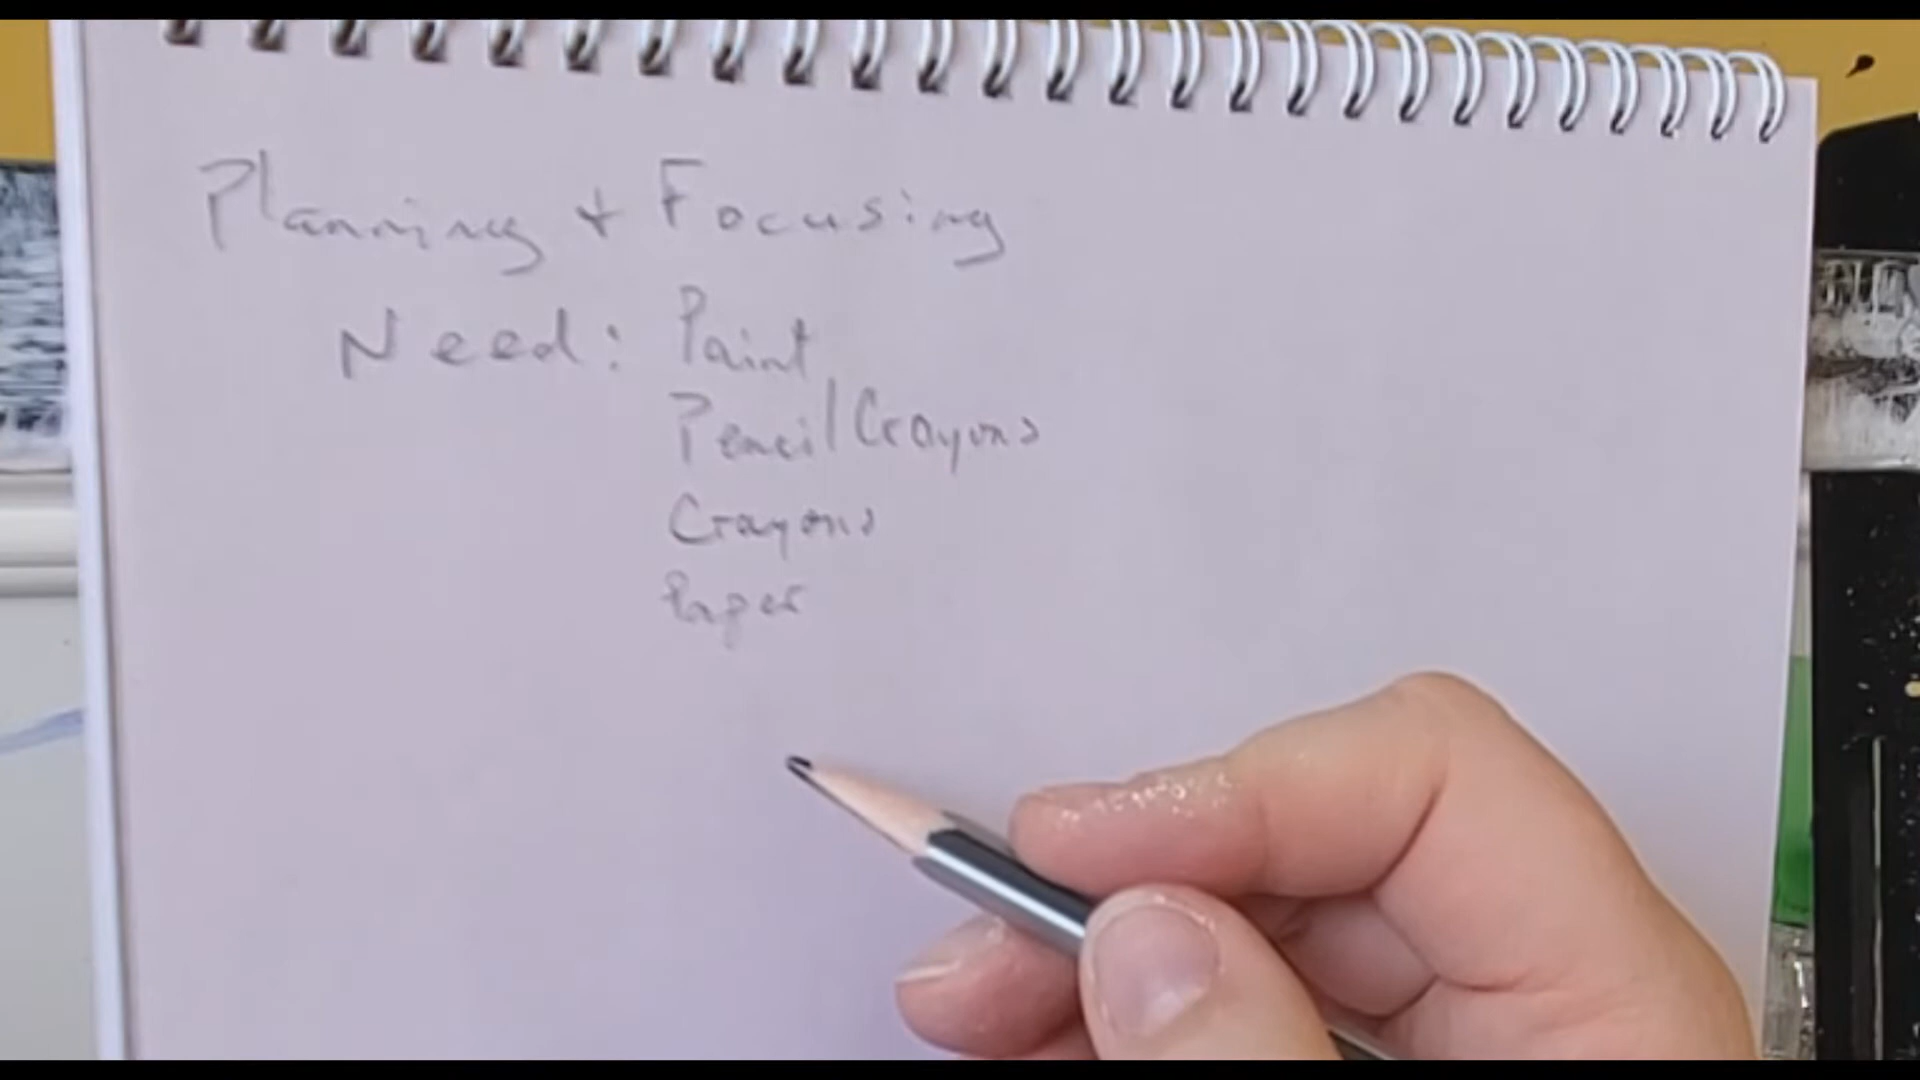 Planning + Focusing
Need: Paint
Pencil Crayons
Crayons
Paper